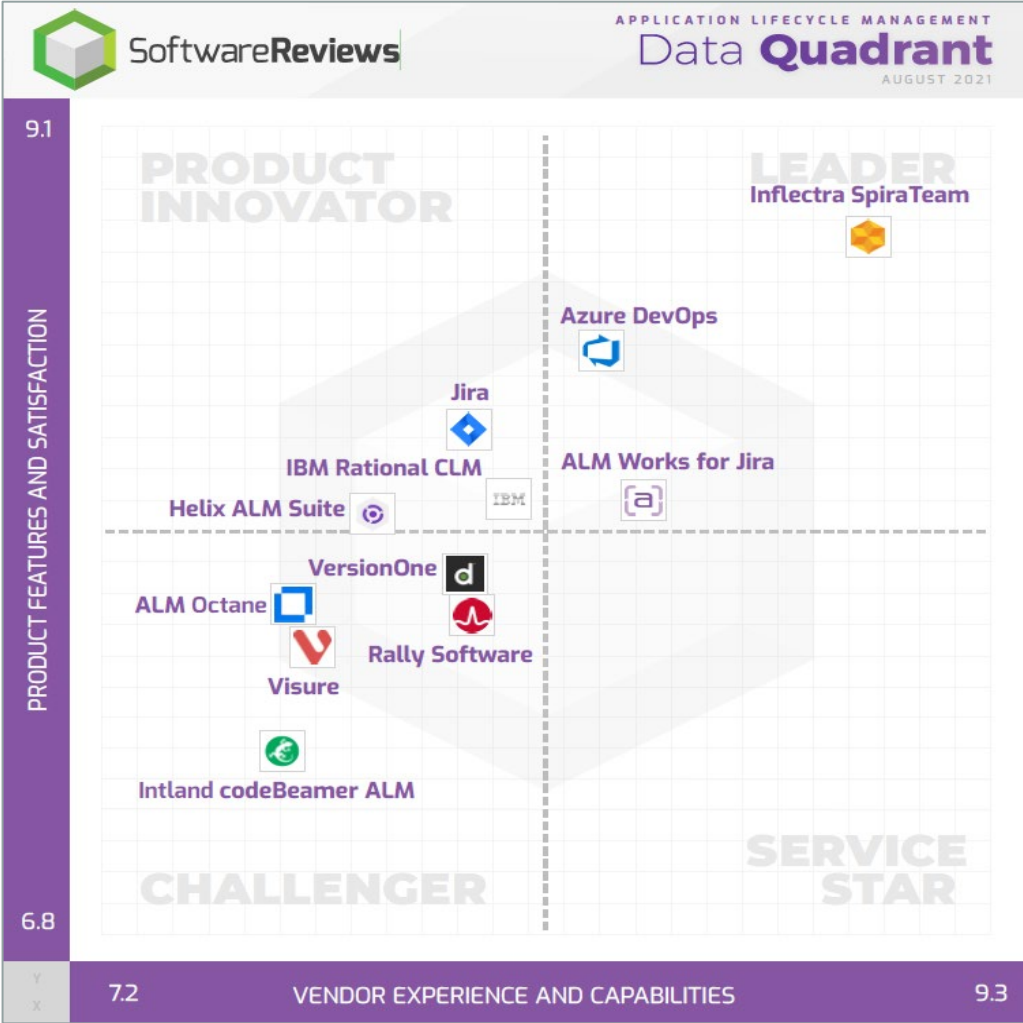 SoftwareReviews
APPLICATION LIFECYCLE MANAGEMENT
Data Quadrant
AUGUST 2021
9.1
PRODUCT
INNOVATOR
LEADER
Inflectra SpiraTeam
Azure DevOps
Jira
IBM Rational CLM
IBM
ALM Works for Jira
[a]
Helix ALM Suite
VersionOne
d
ALM Octane
Rally Software
Visure
Intland codeBeamer ALM
SERVICE
STAR
CHALLENGER
PRODUCT FEATURES AND SATISFACTION
6.8
Y
X
7.2
VENDOR EXPERIENCE AND CAPABILITIES
9.3